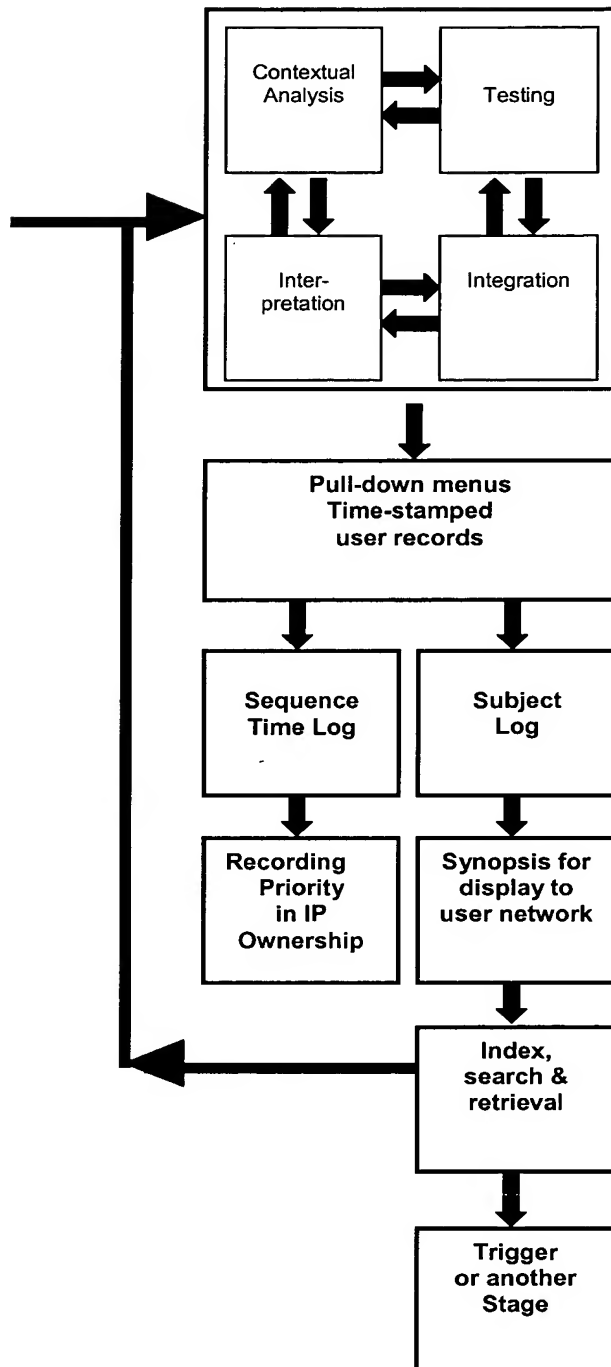 Contextual
Analysis
Testing
Inter-
pretation
Integration
Pull-down menus
Time-stamped
user records
Sequence
Time Log
Subject
Log
Recording
Priority
in IP
Ownership
Synopsis for
display to
user network
Index,
search &
retrieval
Trigger
or another
Stage